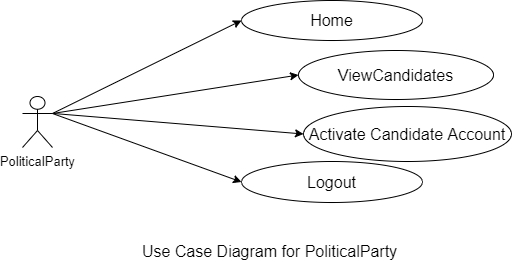 Home
ViewCandidates
Activate Candidate Account
Logout
PoliticalParty
Use Case Diagram for PoliticalParty